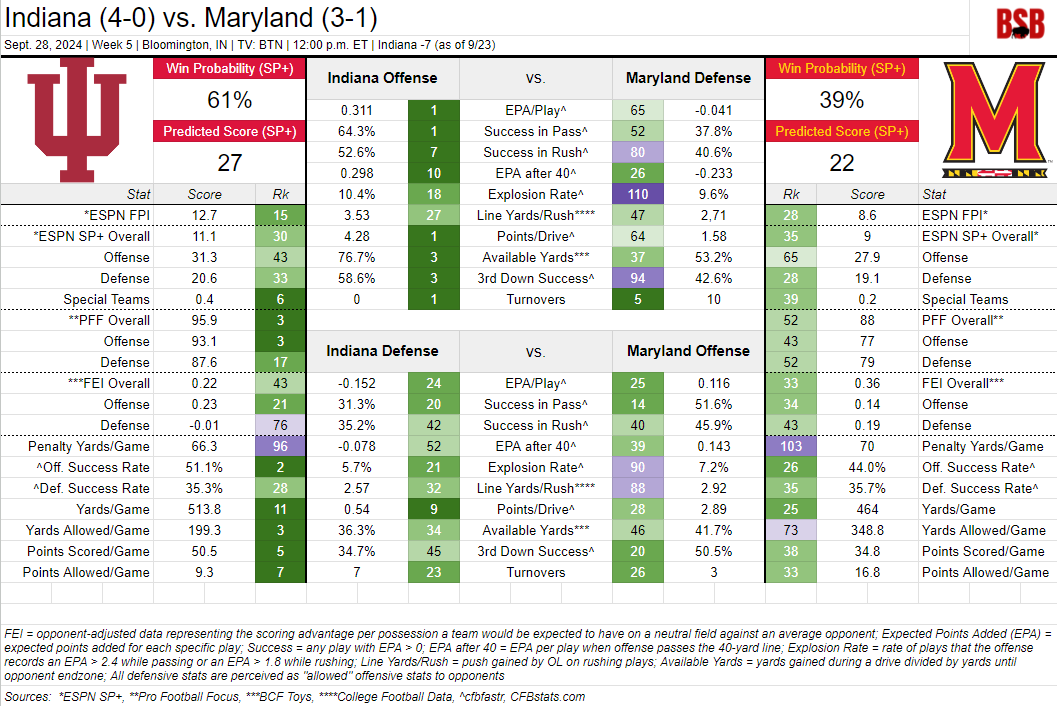 Indiana (4-0) vs. Maryland (3-1)
BSB
Sept. 28, 2024 | Week 5 | Bloomington, IN | TV: BTN | 12:00 p.m. ET | Indiana -7 (as of 9/23)
Win Probability (SP+)
61%
Predicted Score (SP+)
27
Win Probability (SP+)
39%
Predicted Score (SP+)
22
M
Stat Score Rk
*ESPN FPI 12.7 15
*ESPN SP+ Overall 11.1 30
Offense 31.3 43
Defense 20.6 33
Special Teams 0.4 6
**PFF Overall 95.9 3
Offense 93.1 3
Defense 87.6 17
***FEI Overall 0.22 43
Offense 0.23 21
Defense -0.01 76
Penalty Yards/Game 66.3 96
^Off. Success Rate 51.1% 2
^Def. Success Rate 35.3% 28
Yards/Game 513.8 11
Yards Allowed/Game 199.3 3
Points Scored/Game 50.5 5
Points Allowed/Game 9.3 7
Indiana Offense vs. Maryland Defense
0.311 1 EPA/Play^ 65 -0.041
64.3% 1 Success in Pass^ 52 37.8%
52.6% 7 Success in Rush^ 80 40.6%
0.298 10 EPA after 40^ 26 -0.233
10.4% 18 Explosion Rate^ 110 9.6%
3.53 27 Line Yards/Rush**** 47 2,71
4.28 1 Points/Drive^ 64 1.58
76.7% 3 Available Yards*** 37 53.2%
58.6% 3 3rd Down Success^ 94 42.6%
0 1 Turnovers 5 10
Indiana Defense vs. Maryland Offense
-0.152 24 EPA/Play^ 25 0.116
31.3% 20 Success in Pass^ 14 51.6%
35.2% 42 Success in Rush^ 40 45.9%
-0.078 52 EPA after 40^ 39 0.143
5.7% 21 Explosion Rate^ 90 7.2%
2.57 32 Line Yards/Rush**** 88 2.92
0.54 9 Points/Drive^ 28 2.89
36.3% 34 Available Yards*** 46 41.7%
34.7% 45 3rd Down Success^ 20 50.5%
7 23 Turnovers 26 3
Rk Score Stat
28 8.6 ESPN FPI*
35 9 ESPN SP+ Overall*
65 27.9 Offense
28 19.1 Defense
39 0.2 Special Teams
52 88 PFF Overall**
43 77 Offense
52 79 Defense
33 0.36 FEI Overall***
34 0.14 Offense
43 0.19 Defense
103 70 Penalty Yards/Game
26 44.0% Off. Success Rate^
35 35.7% Def. Success Rate^
25 464 Yards/Game
73 348.8 Yards Allowed/Game
38 34.8 Points Scored/Game
33 16.8 Points Allowed/Game
FEI = opponent-adjusted data representing the scoring advantage per possession a team would be expected to have on a neutral field against an average opponent; Expected Points Added (EPA) =
expected points added for each specific play; Success = any play with EPA > 0; EPA after 40 = EPA per play when offense passes the 40-yard line; Explosion Rate = rate of plays that the offense
records an EPA > 2.4 while passing or an EPA > 1.8 while rushing; Line Yards/Rush = push gained by OL on rushing plays; Available Yards = yards gained during a drive divided by yards until
opponent endzone; All defensive stats are perceived as "allowed" offensive stats to opponents
Sources: *ESPN SP+, **Pro Football Focus, ***BCF Toys, ****College Football Data, ^cfbfastr, CFBstats.com